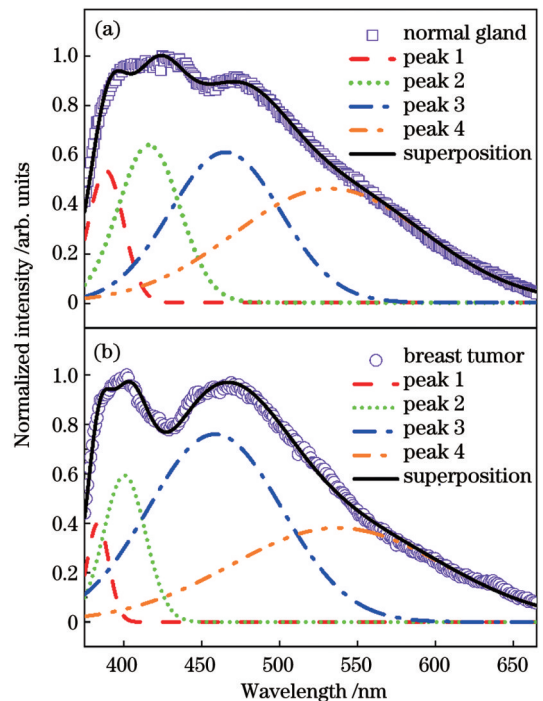 (a)
normal gland
peak 1
peak 2
peak 3
peak 4
superposition
1.0
0.8
0.6
0.4
0.2
0
(b)
breast tumor
peak 1
peak 2
peak 3
peak 4
superposition
1.0
0.8
0.6
0.4
0.2
0
Normalized intensity /arb. units
400 450 500 550 600 650
Wavelength /nm